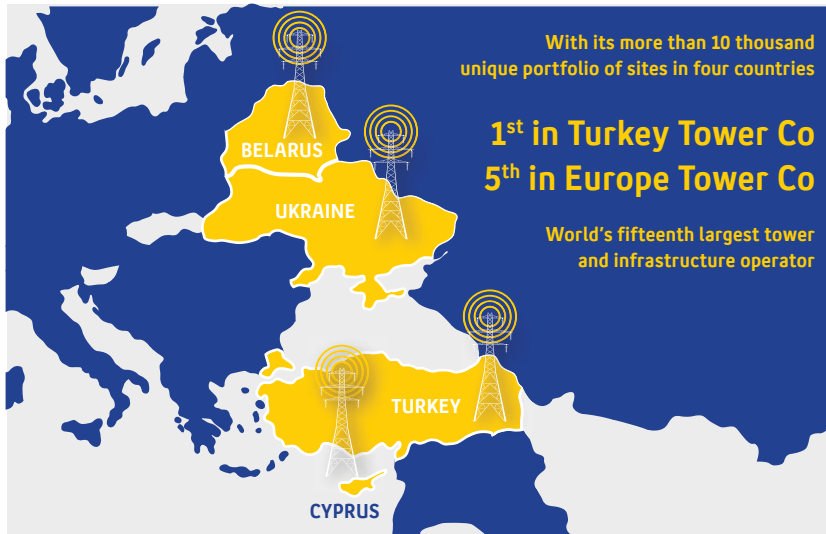 With its more than 10 thousand
unique portfolio of sites in four countries
1st in Turkey Tower Co
5th in Europe Tower Co
World's fifteenth largest tower
and infrastructure operator
BELARUS
UKRAINE
TURKEY
CYPRUS